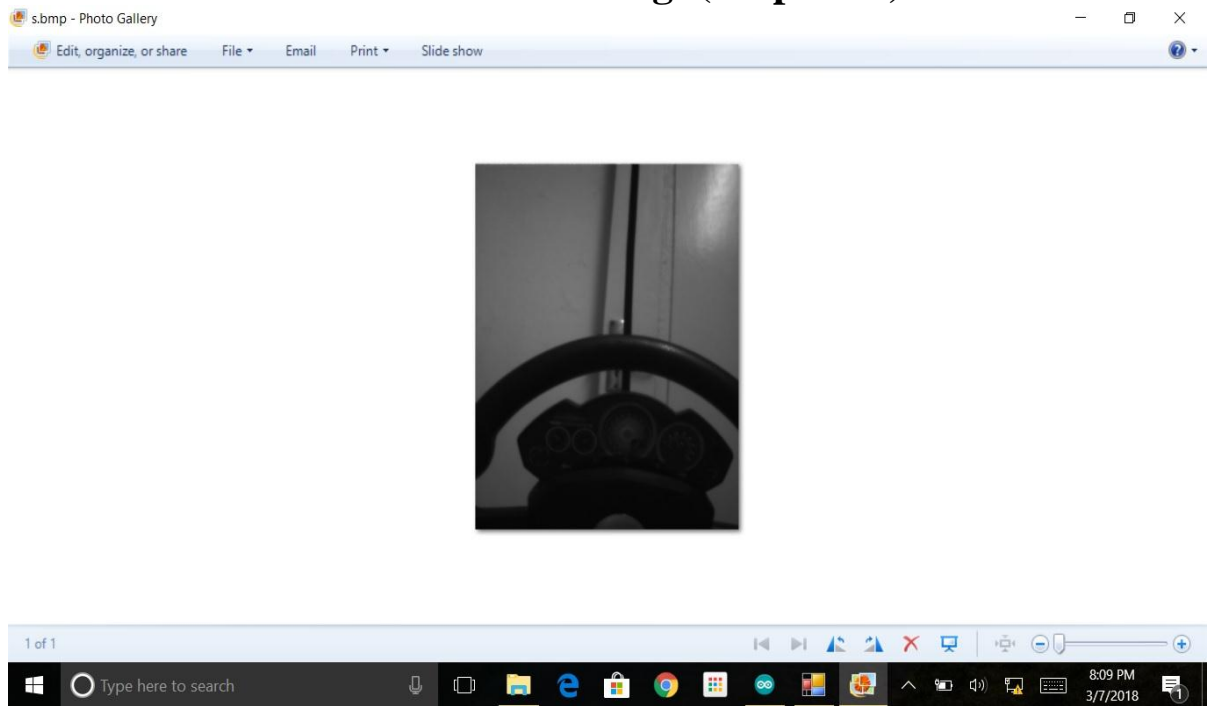 s.bmp - Photo Gallery
Edit, organize, or share File Email Print Slide show
1 of 1
Type here to search
8:09 PM
3/7/2018
1